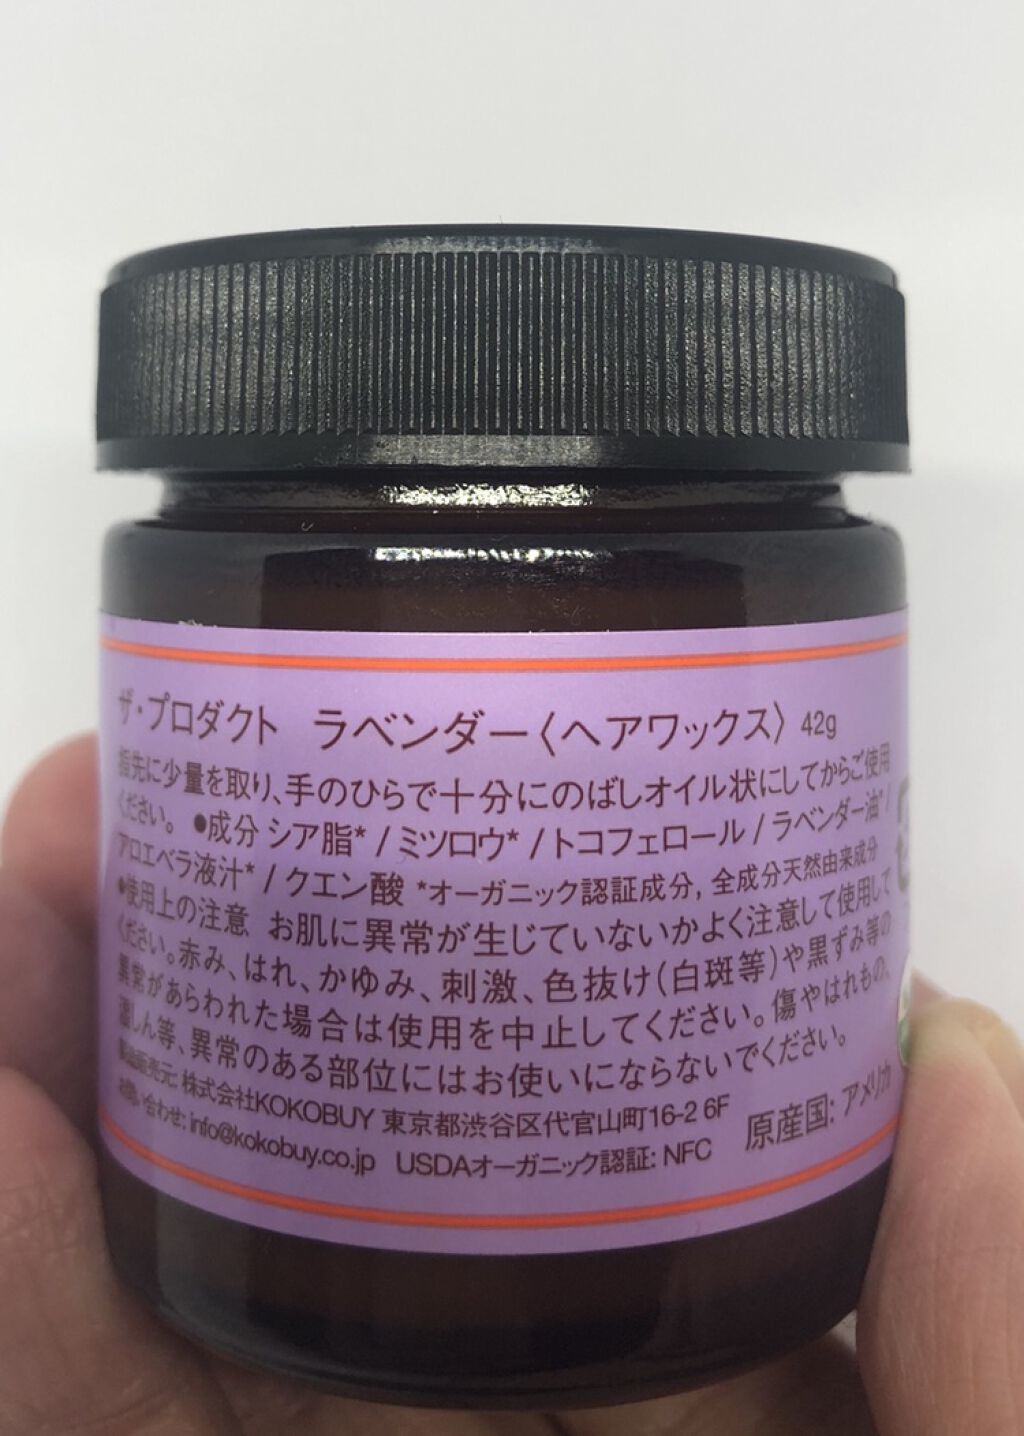 ザ・プロダクト ラベンダー〈ヘアワックス〉 42g
指先に少量を取り、手のひらで十分にのばしオイル状にしてからご使用
ください。 ●成分 シア脂* / ミツロウ* / トコフェロール / ラベンダー油* /
アロエベラ液汁* / クエン酸 *オーガニック認証成分, 全成分天然由来成分
●使用上の注意 お肌に異常が生じていないかよく注意して使用して
ください。赤み、はれ、かゆみ、刺激、色抜け(白斑等)や黒ずみ等の
異常があらわれた場合は使用を中止してください。傷やはれもの、
湿しん等、異常のある部位にはお使いにならないでください。
販売元: 株式会社KOKOBUY 東京都渋谷区代官山町16-2 6F
お問い合わせ: info@kokobuy.co.jp USDAオーガニック認証: NFC 原産国: アメリカ